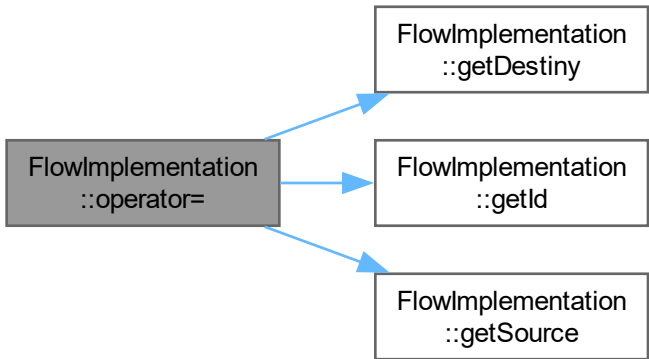 FlowImplementation
::operator=
FlowImplementation
::getDestiny
FlowImplementation
::getId
FlowImplementation
::getSource